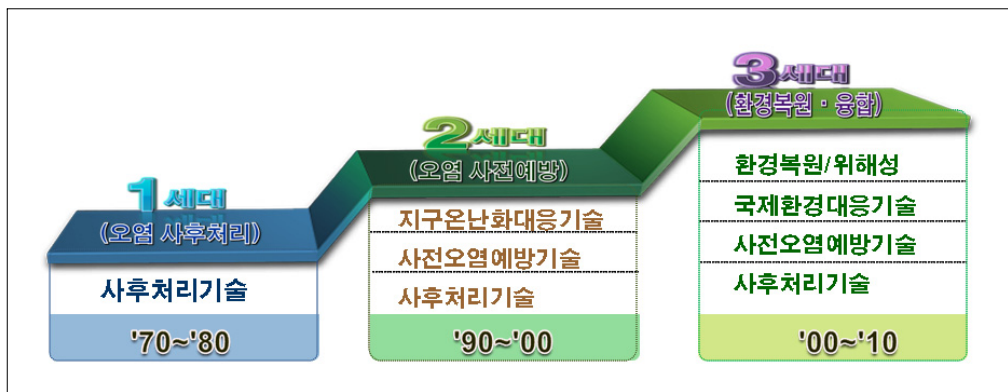 1세대
(오염 사후처리)
사후처리기술
'70~'80
2세대
(오염 사전예방)
지구온난화대응기술
사전오염예방기술
사후처리기술
'90~'00
3세대
(환경복원·융합)
환경복원/위해성
국제환경대응기술
사전오염예방기술
사후처리기술
'00~'10